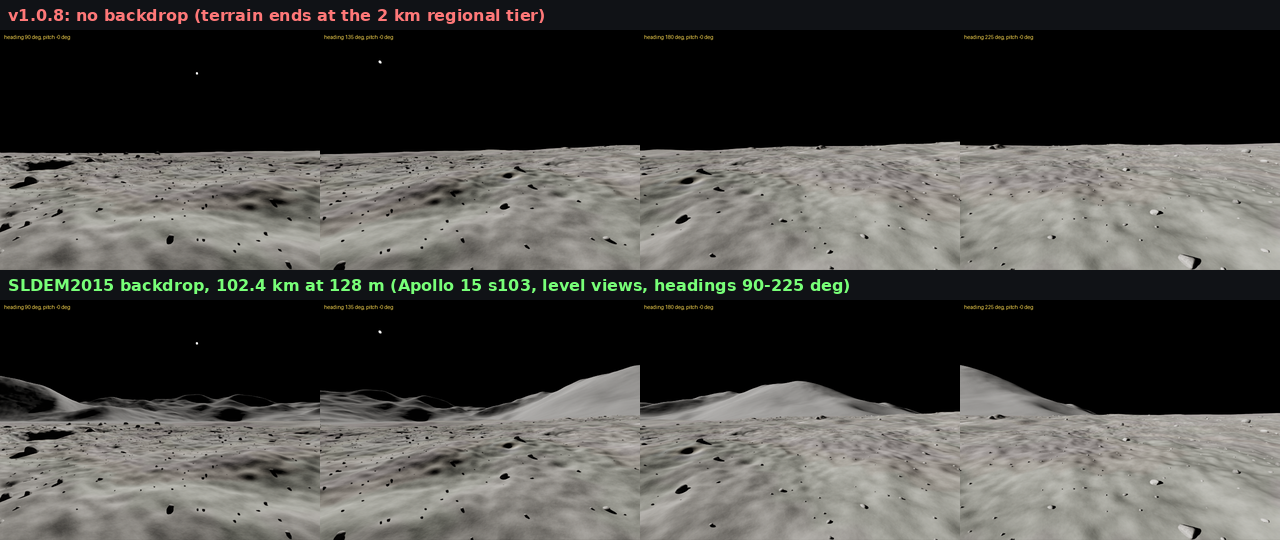 v1.0.8: no backdrop (terrain ends at the 2 km regional tier)
heading 90 deg, pitch -0 deg
heading 135 deg, pitch -0 deg
heading 180 deg, pitch -0 deg
heading 225 deg, pitch -0 deg
SLDEM2015 backdrop, 102.4 km at 128 m (Apollo 15 s103, level views, headings 90-225 deg)
heading 90 deg, pitch -0 deg
heading 135 deg, pitch -0 deg
heading 180 deg, pitch -0 deg
heading 225 deg, pitch -0 deg